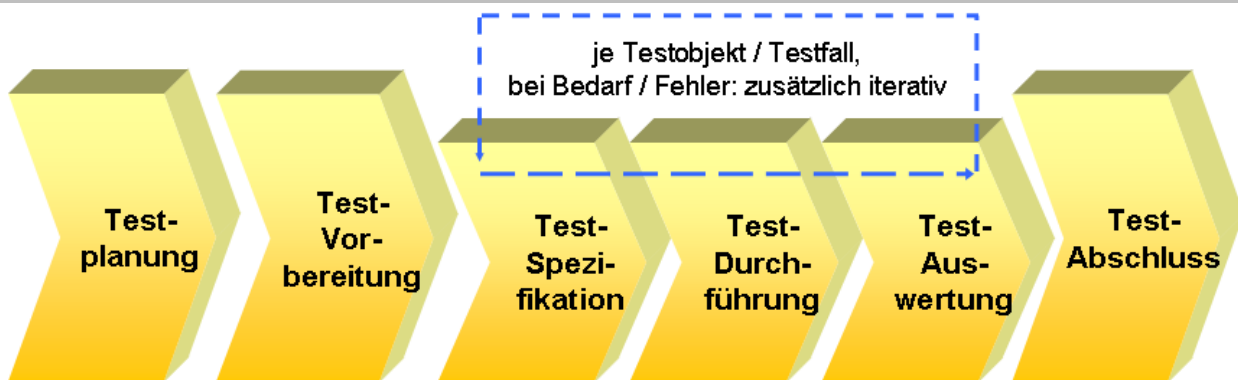 je Testobjekt / Testfall,
bei Bedarf / Fehler: zusätzlich iterativ
Test-
planung
Test-
Vor-
bereitung
Test-
Spezi-
fikation
Test-
Durch-
führung
Test-
Aus-
wertung
Test-
Abschluss